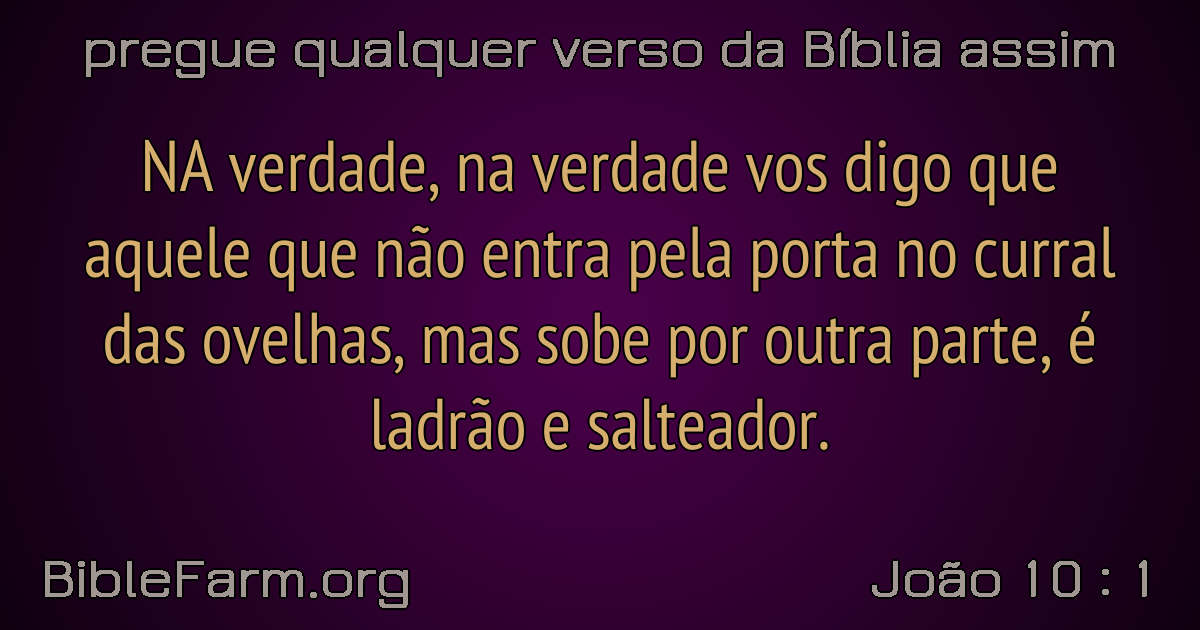 pregue qualquer verso da Bíblia assim
NA verdade, na verdade vos digo que
aquele que não entra pela porta no curral
das ovelhas, mas sobe por outra parte, é
ladrão e salteador.
BibleFarm.org
João 10 : 1